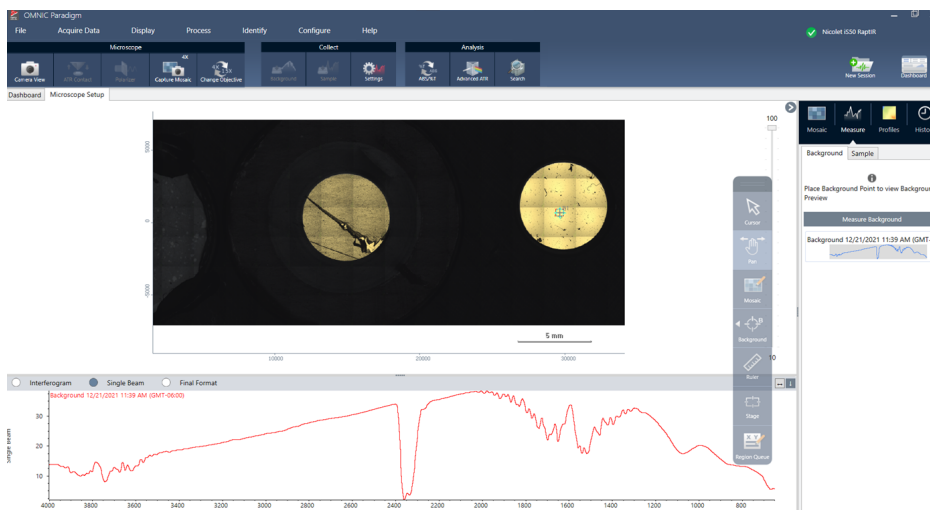 OMNIC Paradigm
File Acquire Data Display Process Identify Configure Help
Nicolet iS50 RaptIR
Microscope Collect Analysis
4X
Camera View ATR Contact Polarizer Capture Mosaic Change Objective Background Sample Settings ABS/%T Advanced ATR Search
New Session Dashboard
Dashboard Microscope Setup
100
Mosaic Measure Profiles Histo
Background Sample
Place Background Point to view Backgroun
Preview
Measure Background
Background 12/21/2021 11:39 AM (GMT-
5000
0
-5000
5 mm
10000 20000 30000
10
Cursor
Pan
Mosaic
B
Background
Ruler
Stage
X Y
Region Queue
Interferogram Single Beam Final Format
Background 12/21/2021 11:39 AM (GMT-06:00)
Single Beam
30
20
10
4000 3800 3600 3400 3200 3000 2800 2600 2400 2200 2000 1800 1600 1400 1200 1000 800